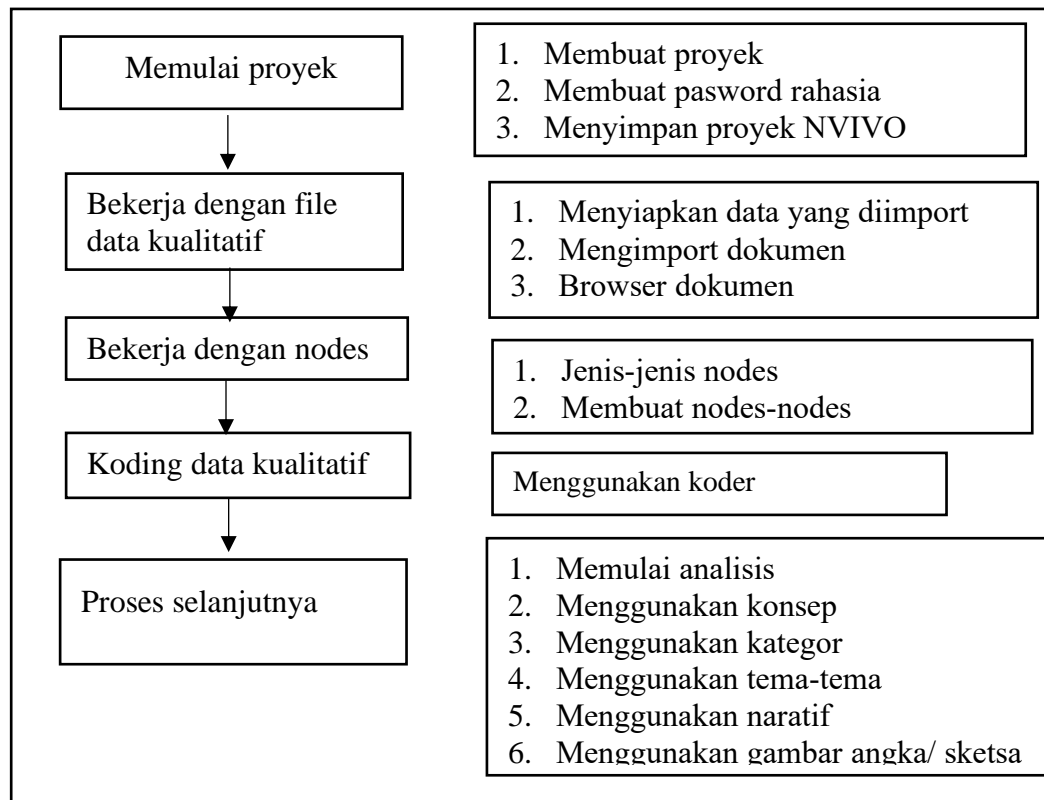 Memulai proyek
1. Membuat proyek
2. Membuat pasword rahasia
3. Menyimpan proyek NVIVO
Bekerja dengan file
data kualitatif
1. Menyiapkan data yang diimport
2. Mengimport dokumen
3. Browser dokumen
Bekerja dengan nodes
1. Jenis-jenis nodes
2. Membuat nodes-nodes
Koding data kualitatif
Menggunakan koder
Proses selanjutnya
1. Memulai analisis
2. Menggunakan konsep
3. Menggunakan kategor
4. Menggunakan tema-tema
5. Menggunakan naratif
6. Menggunakan gambar angka/ sketsa